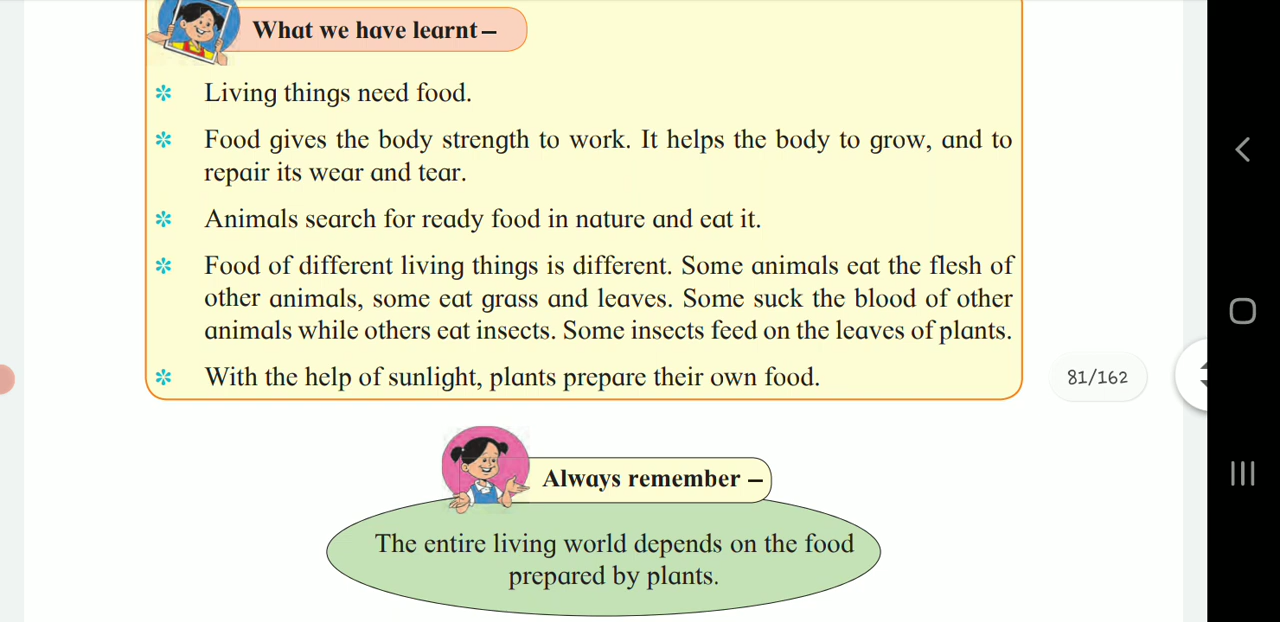 What we have learnt –
Living things need food.
Food gives the body strength to work. It helps the body to grow, and to
repair its wear and tear.
Animals search for ready food in nature and eat it.
Food of different living things is different. Some animals eat the flesh of
other animals, some eat grass and leaves. Some suck the blood of other
animals while others eat insects. Some insects feed on the leaves of plants.
With the help of sunlight, plants prepare their own food.
81/162
Always remember –
The entire living world depends on the food
prepared by plants.